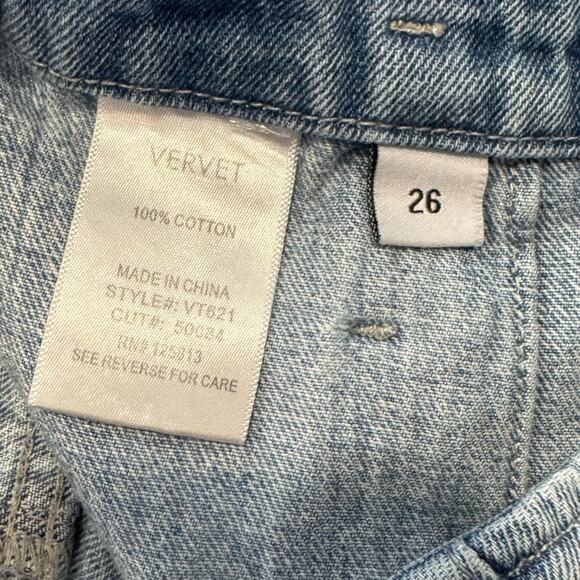 VERVET
100% COTTON
MADE IN CHINA
STYLE#: VT621
CUT#: 50084
RN# 125813
SEE REVERSE FOR CARE
26